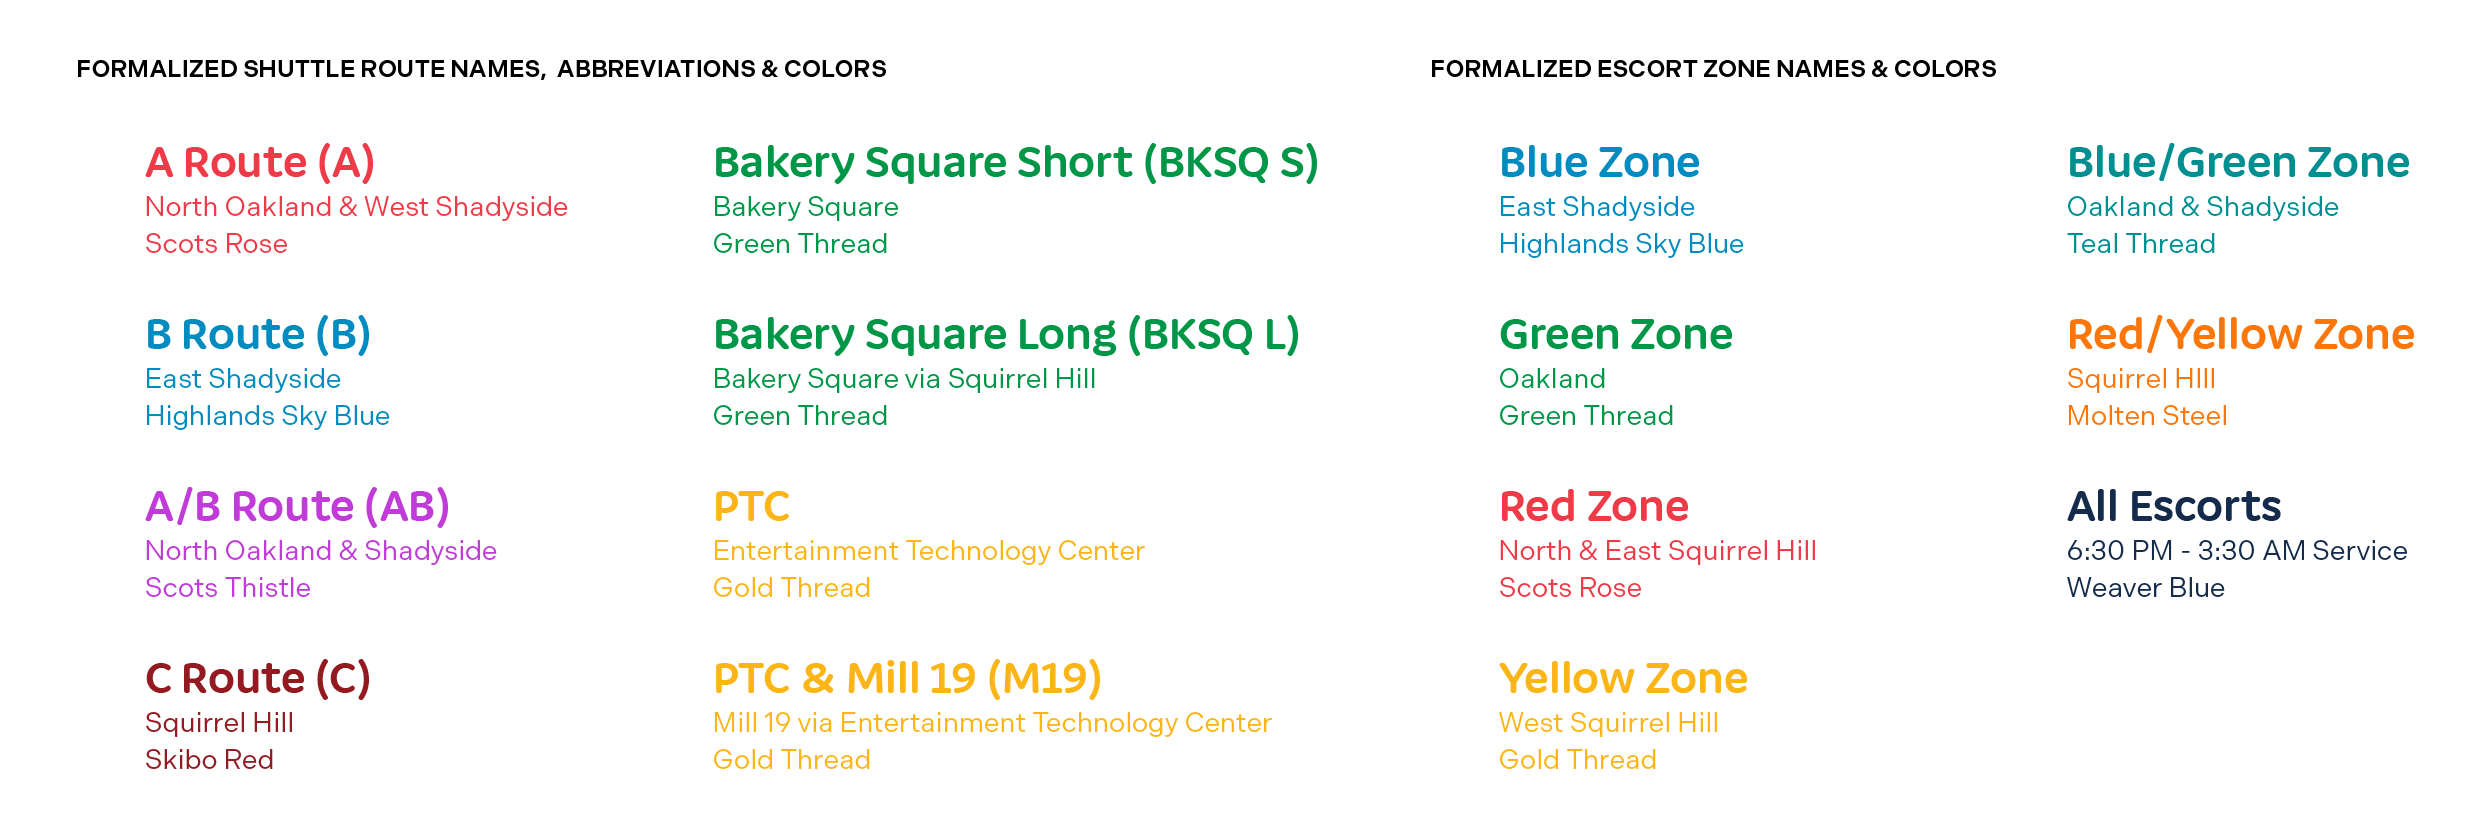 FORMALIZED SHUTTLE ROUTE NAMES, ABBREVIATIONS & COLORS
A Route (A)
North Oakland & West Shadyside
Scots Rose
B Route (B)
East Shadyside
Highlands Sky Blue
A/B Route (AB)
North Oakland & Shadyside
Scots Thistle
C Route (C)
Squirrel Hill
Skibo Red
Bakery Square Short (BKSQ S)
Bakery Square
Green Thread
Bakery Square Long (BKSQ L)
Bakery Square via Squirrel Hill
Green Thread
PTC
Entertainment Technology Center
Gold Thread
PTC & Mill 19 (M19)
Mill 19 via Entertainment Technology Center
Gold Thread
FORMALIZED ESCORT ZONE NAMES & COLORS
Blue Zone
East Shadyside
Highlands Sky Blue
Green Zone
Oakland
Green Thread
Red Zone
North & East Squirrel Hill
Scots Rose
Yellow Zone
West Squirrel Hill
Gold Thread
Blue/Green Zone
Oakland & Shadyside
Teal Thread
Red/Yellow Zone
Squirrel HIll
Molten Steel
All Escorts
6:30 PM - 3:30 AM Service
Weaver Blue